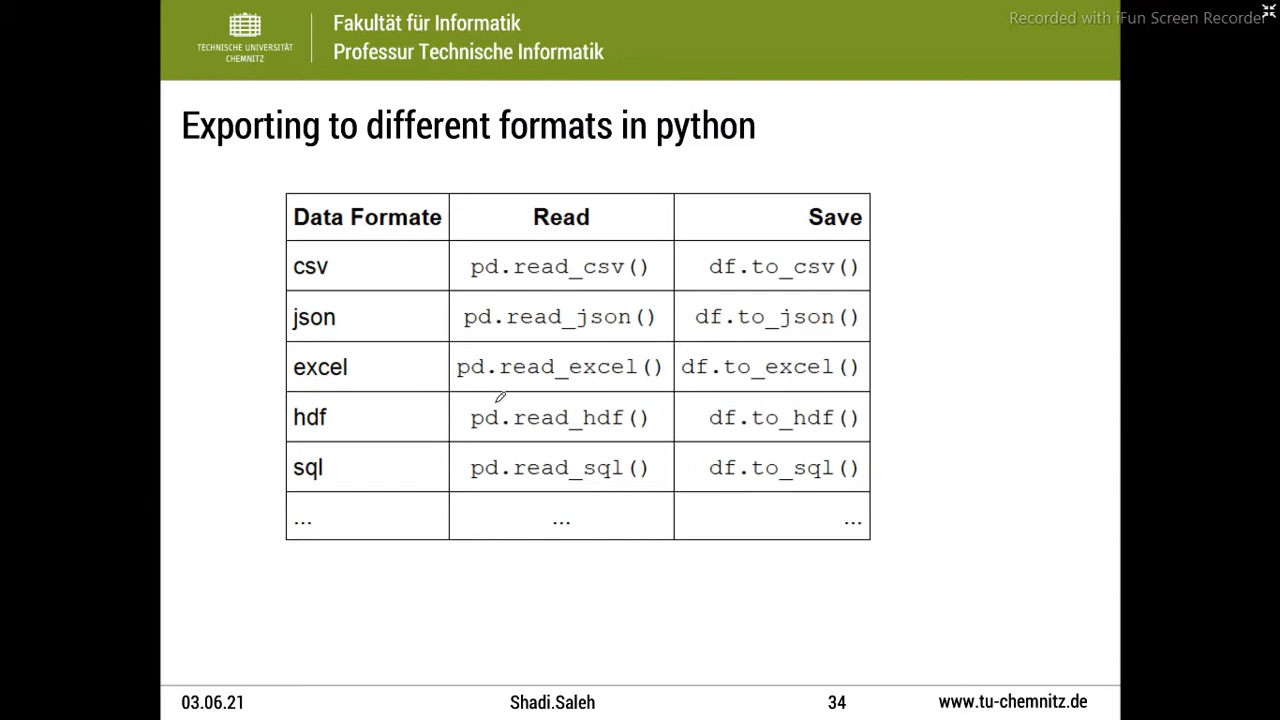 TECHNISCHE UNIVERSITÄT
CHEMNITZ
Fakultät für Informatik
Professur Technische Informatik
Recorded with iFun Screen Recorder
Exporting to different formats in python
Data Formate Read Save
csv pd.read_csv() df.to_csv()
json pd.read_json() df.to_json()
excel pd.read_excel() df.to_excel()
hdf pd.read_hdf() df.to_hdf()
sql pd.read_sql() df.to_sql()
... ... ...
03.06.21 Shadi.Saleh 34 www.tu-chemnitz.de